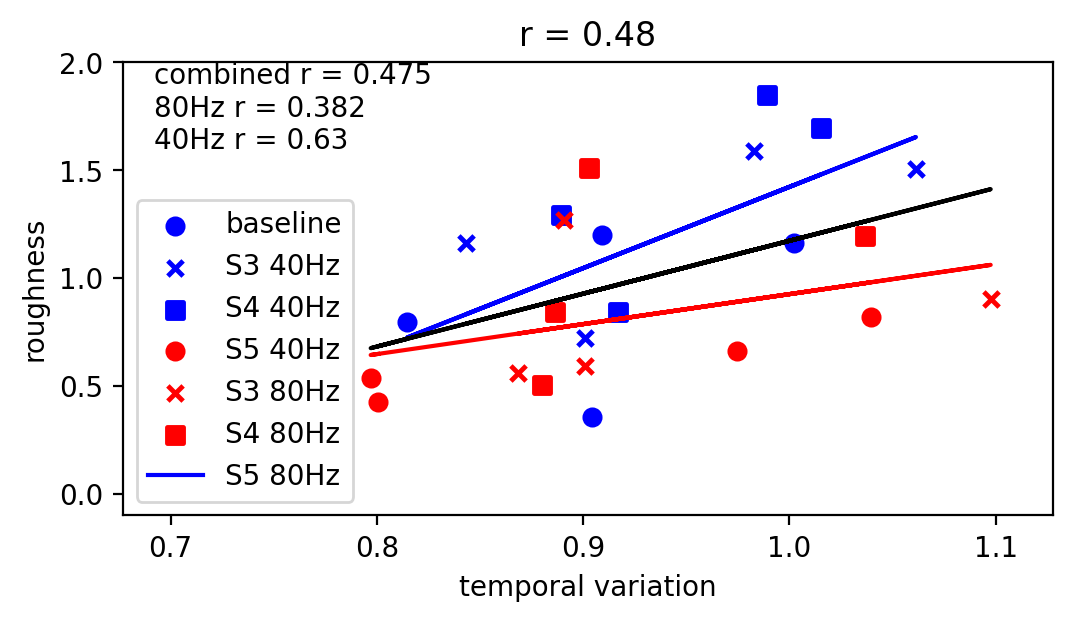 r = 0.48
combined r = 0.475
80Hz r = 0.382
40Hz r = 0.63
baseline
S3 40Hz
S4 40Hz
S5 40Hz
S3 80Hz
S4 80Hz
S5 80Hz
roughness
2.0
1.5
1.0
0.5
0.0
0.7
0.8
0.9
1.0
1.1
temporal variation